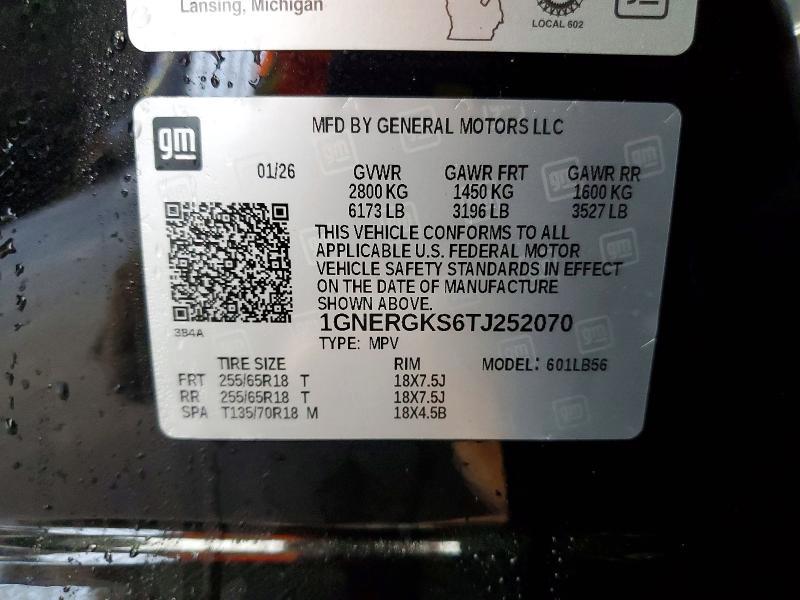 Lansing, Michigan
LOCAL 602
gm
MFD BY GENERAL MOTORS LLC
01/26 GVWR GAWR FRT GAWR RR
2800 KG 1450 KG 1600 KG
6173 LB 3196 LB 3527 LB
THIS VEHICLE CONFORMS TO ALL
APPLICABLE U.S. FEDERAL MOTOR
VEHICLE SAFETY STANDARDS IN EFFECT
ON THE DATE OF MANUFACTURE
SHOWN ABOVE.
1GNERGKS6TJ252070
3B4A
TYPE: MPV
TIRE SIZE RIM MODEL: 601LB56
FRT 255/65R18 T 18X7.5J
RR 255/65R18 T 18X7.5J
SPA T135/70R18 M 18X4.5B